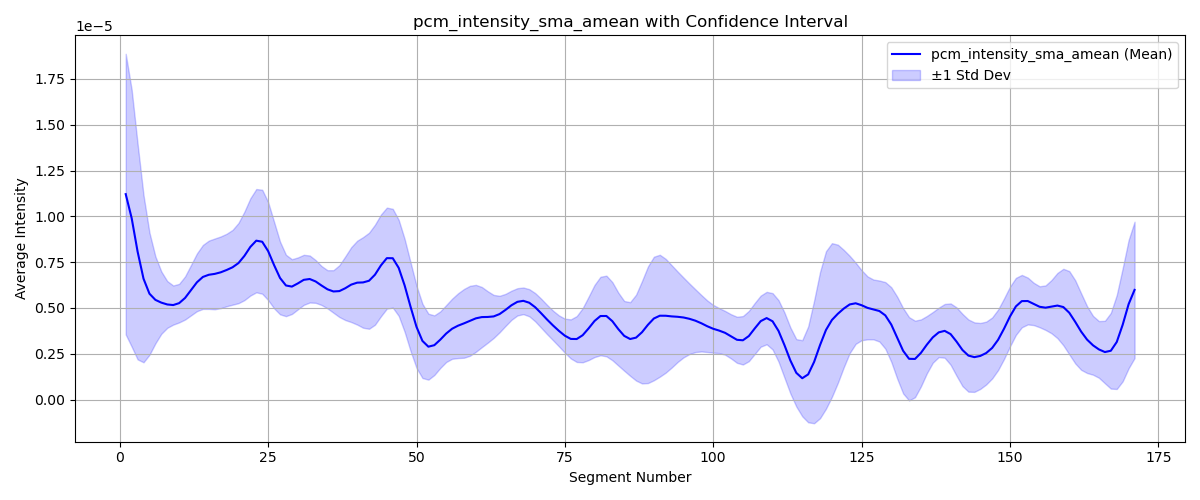 pcm_intensity_sma_amean with Confidence Interval
1e−5
pcm_intensity_sma_amean (Mean)
±1 Std Dev
Average Intensity
1.75
1.50
1.25
1.00
0.75
0.50
0.25
0.00
0 25 50 75 100 125 150 175
Segment Number